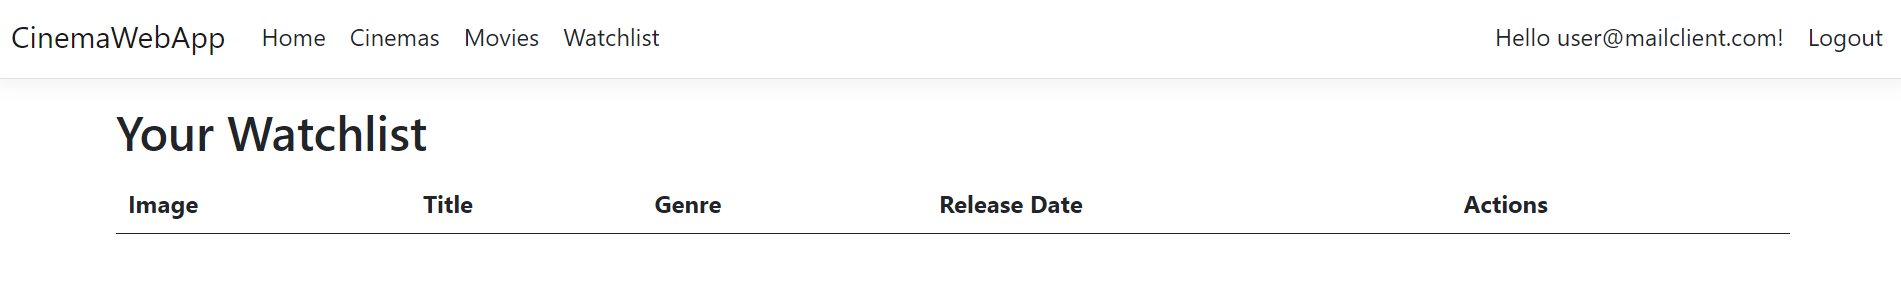 CinemaWebApp Home Cinemas Movies Watchlist Hello user@mailclient.com! Logout
Your Watchlist
Image Title Genre Release Date Actions